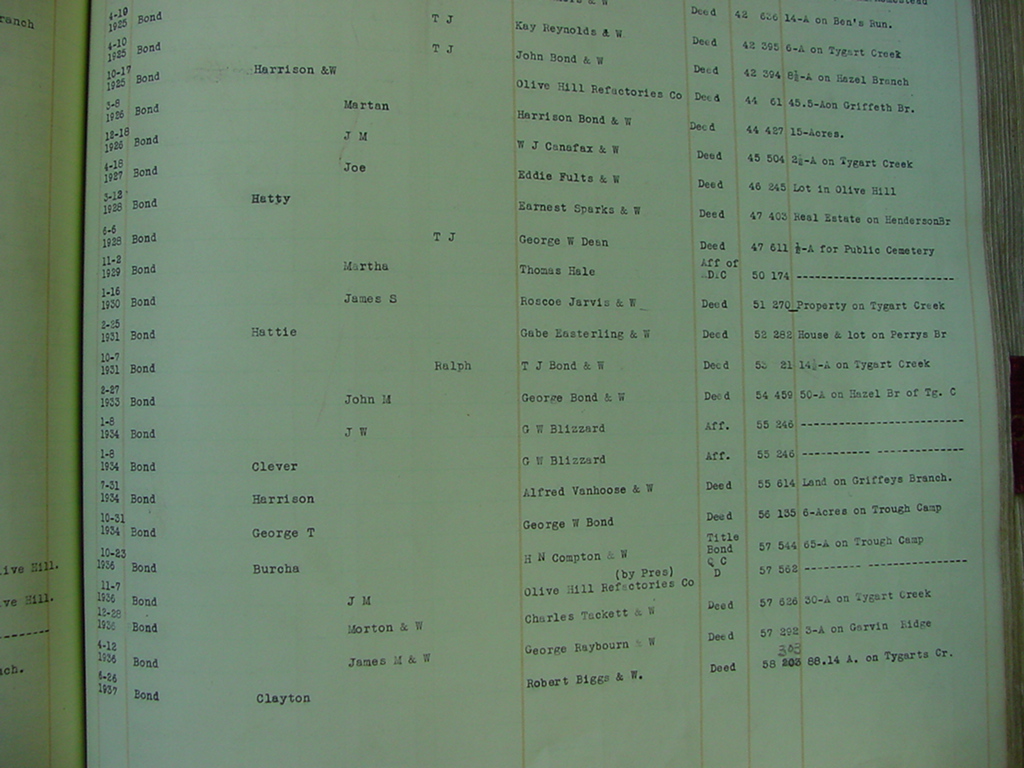 ranch
& W Deed 42 636 14-A on Ben's Run.
4-19
1925 Bond T J Kay Reynolds & W Deed 42 395 6-A on Tygart Creek
4-10
1925 Bond T J John Bond & W Deed 42 394 8½-A on Hazel Branch
10-17
1925 Bond Harrison &W Olive Hill Refactories Co Deed 44 61 45.5-Aon Griffeth Br.
3-8
1926 Bond Martan Harrison Bond & W Deed 44 427 15-Acres.
12-18
1926 Bond J M W J Canafax & W Deed 45 504 2½-A on Tygart Creek
4-18
1927 Bond Joe Eddie Fults & W Deed 46 245 Lot in Olive Hill
3-12
1928 Bond Hatty Earnest Sparks & W Deed 47 403 Real Estate on HendersonBr
6-6
1928 Bond T J George W Dean Deed 47 611 ½-A for Public Cemetery
11-2
1929 Bond Martha Thomas Hale Aff of D.C 50 174 --------------------
1-16
1930 Bond James S Roscoe Jarvis & W Deed 51 270 Property on Tygart Creek
2-25
1931 Bond Hattie Gabe Easterling & W Deed 52 282 House & lot on Perrys Br
10-7
1931 Bond Ralph T J Bond & W Deed 53 21 14½-A on Tygart Creek
2-27
1933 Bond John M George Bond & W Deed 54 459 50-A on Hazel Br of Tg. C
1-8
1934 Bond J W G W Blizzard Aff. 55 246 ---------------------
1-8
1934 Bond Clever G W Blizzard Aff. 55 246 ---------- -----------
7-31
1934 Bond Harrison Alfred Vanhoose & W Deed 55 614 Land on Griffeys Branch.
10-31
1934 Bond George T George W Bond Deed 56 135 6-Acres on Trough Camp
10-23
1936 Bond Burcha H N Compton & W Title Bond 57 544 65-A on Trough Camp
11-7
1936 Bond J M Olive Hill Refactories Co (by Pres) Q C D 57 562 --------- -----------
12-28
1936 Bond Morton & W Charles Tackett & W Deed 57 626 30-A on Tygart Creek
4-12
1936 Bond James M & W George Raybourn & W Deed 57 292 3-A on Garvin Ridge
6-26
1937 Bond Clayton Robert Biggs & W. Deed 58 203 88.14 A. on Tygarts Cr.
ive Hill.
ve Hill.
ch.